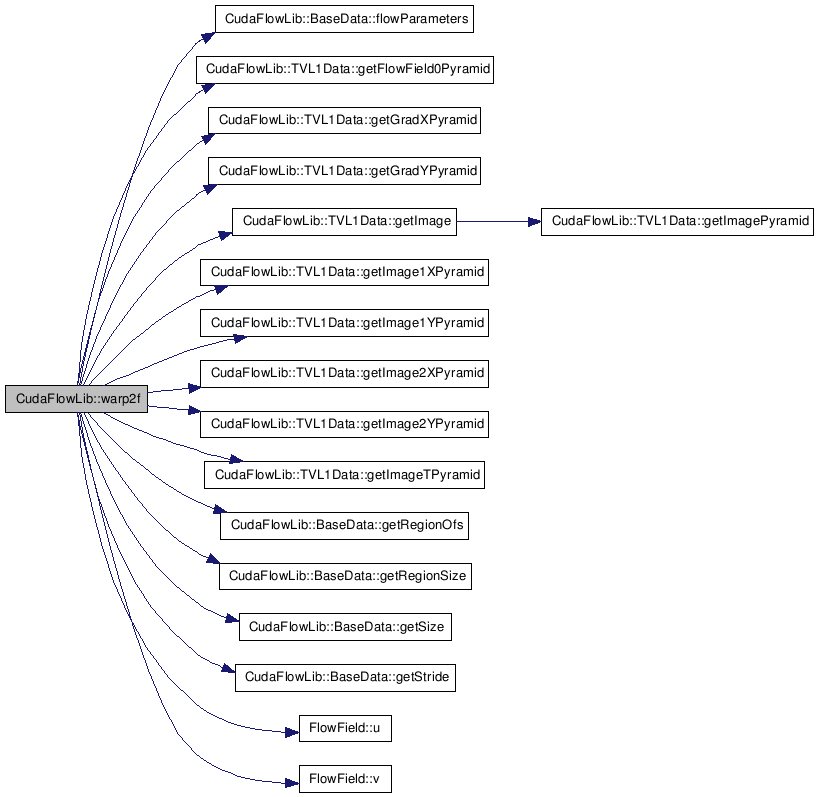 CudaFlowLib::BaseData::flowParameters
CudaFlowLib::TVL1Data::getFlowField0Pyramid
CudaFlowLib::TVL1Data::getGradXPyramid
CudaFlowLib::TVL1Data::getGradYPyramid
CudaFlowLib::TVL1Data::getImage
CudaFlowLib::TVL1Data::getImagePyramid
CudaFlowLib::TVL1Data::getImage1XPyramid
CudaFlowLib::TVL1Data::getImage1YPyramid
CudaFlowLib::TVL1Data::getImage2XPyramid
CudaFlowLib::warp2f
CudaFlowLib::TVL1Data::getImage2YPyramid
CudaFlowLib::TVL1Data::getImageTPyramid
CudaFlowLib::BaseData::getRegionOfs
CudaFlowLib::BaseData::getRegionSize
CudaFlowLib::BaseData::getSize
CudaFlowLib::BaseData::getStride
FlowField::u
FlowField::v